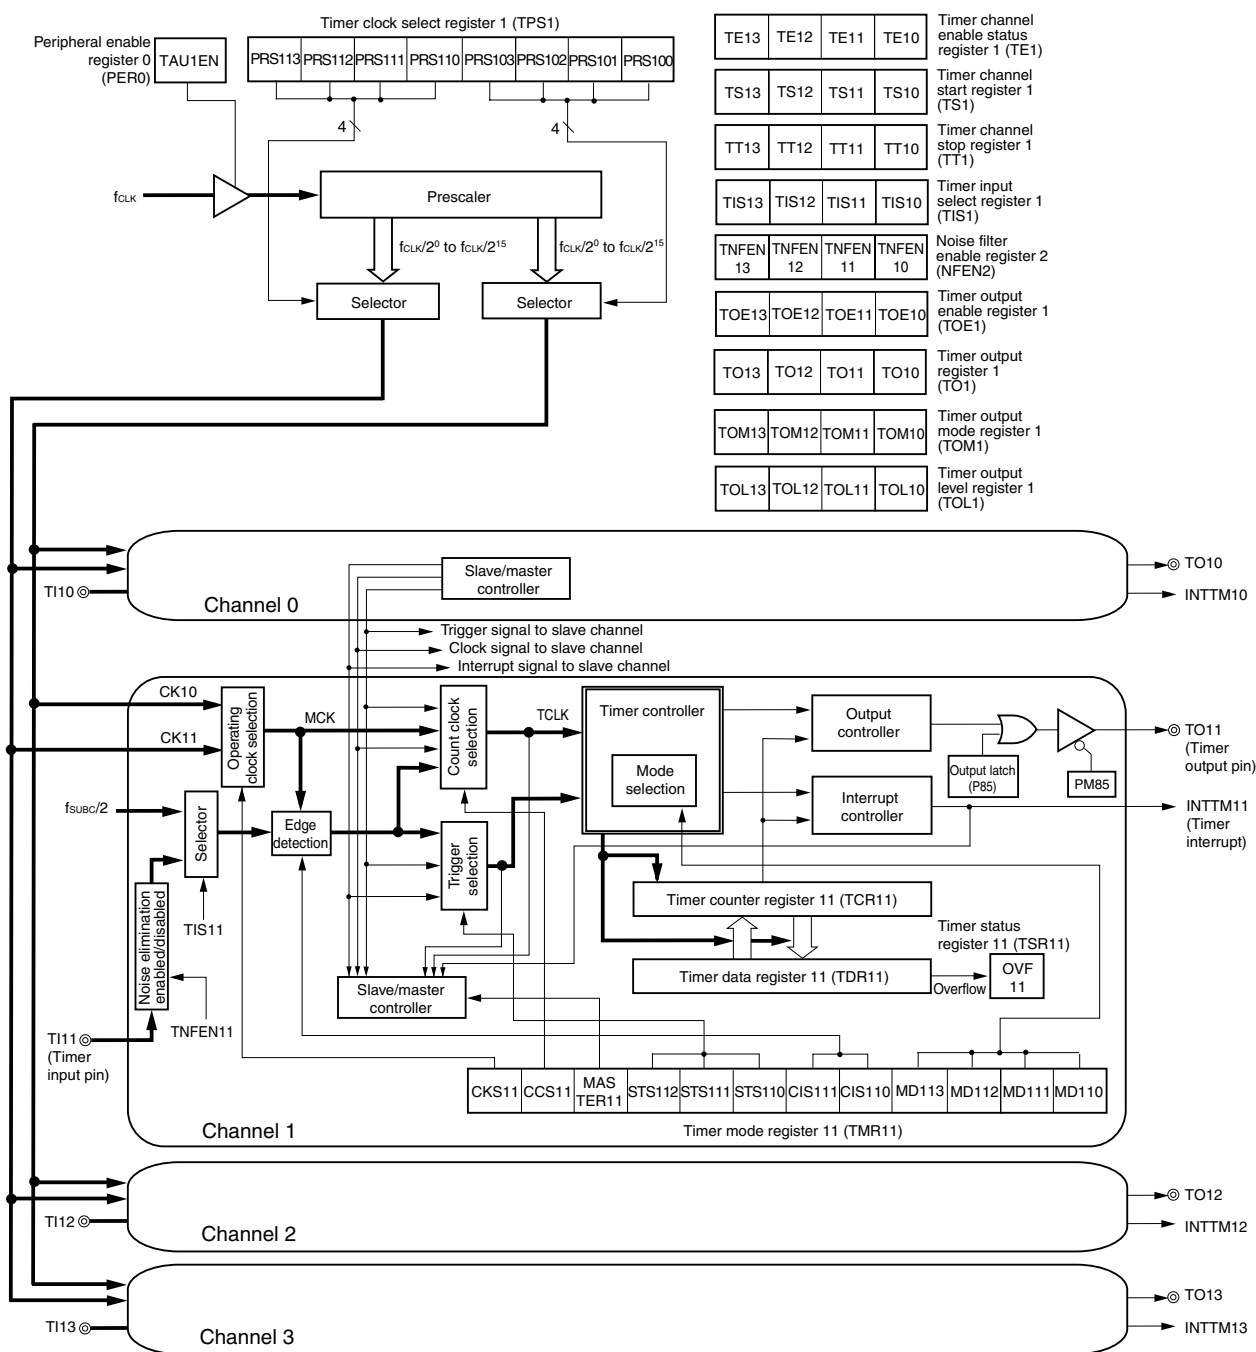 Timer clock select register 1 (TPS1)
Peripheral enable
register 0
(PER0)
TAU1EN
PRS113 PRS112 PRS111 PRS110 PRS103 PRS102 PRS101 PRS100
4
4
fCLK
Prescaler
fCLK/2⁰ to fCLK/2¹⁵
fCLK/2⁰ to fCLK/2¹⁵
Selector
Selector
TE13 TE12 TE11 TE10
Timer channel
enable status
register 1 (TE1)
TS13 TS12 TS11 TS10
Timer channel
start register 1
(TS1)
TT13 TT12 TT11 TT10
Timer channel
stop register 1
(TT1)
TIS13 TIS12 TIS11 TIS10
Timer input
select register 1
(TIS1)
TNFEN TNFEN TNFEN TNFEN
13 12 11 10
Noise filter
enable register 2
(NFEN2)
TOE13 TOE12 TOE11 TOE10
Timer output
enable register 1
(TOE1)
TO13 TO12 TO11 TO10
Timer output
register 1
(TO1)
TOM13 TOM12 TOM11 TOM10
Timer output
mode register 1
(TOM1)
TOL13 TOL12 TOL11 TOL10
Timer output
level register 1
(TOL1)
TI10
Channel 0
Slave/master
controller
TO10
INTTM10
Trigger signal to slave channel
Clock signal to slave channel
Interrupt signal to slave channel
CK10
CK11
Operating
clock selection
MCK
Count clock
selection
TCLK
Timer controller
Mode
selection
Output
controller
Output latch
(P85)
PM85
TO11
(Timer
output pin)
Interrupt
controller
INTTM11
(Timer
interrupt)
fSUBC/2
Selector
Edge
detection
Trigger
selection
TIS11
Noise elimination
enabled/disabled
TNFEN11
TI11
(Timer
input pin)
Timer counter register 11 (TCR11)
Timer status
register 11 (TSR11)
Timer data register 11 (TDR11)
Overflow
OVF
11
Slave/master
controller
CKS11 CCS11 MAS
TER11 STS112 STS111 STS110 CIS111 CIS110 MD113 MD112 MD111 MD110
Channel 1
Timer mode register 11 (TMR11)
TI12
Channel 2
TO12
INTTM12
TI13
Channel 3
TO13
INTTM13